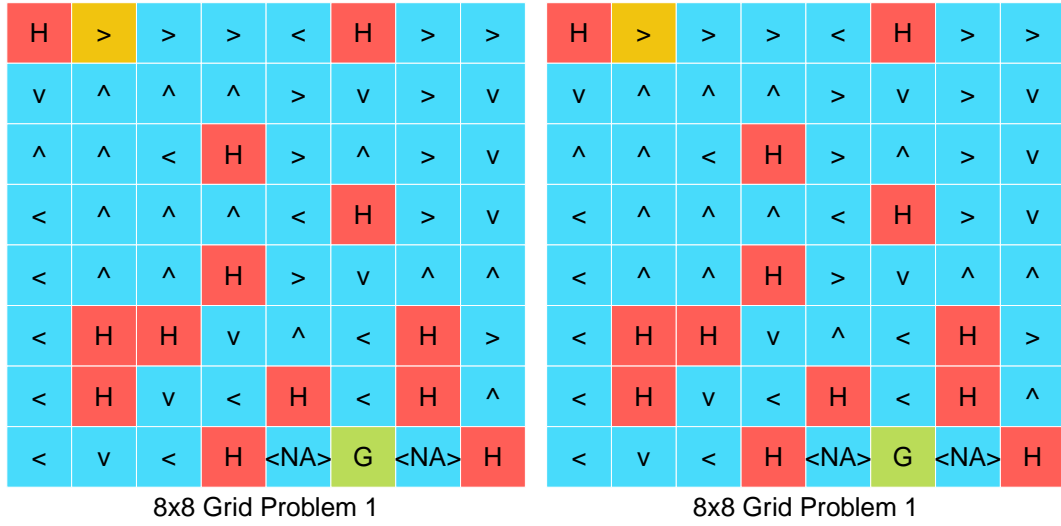 H > > > < H > > H > > > < H > >
v ^ ^ ^ > v > v v ^ ^ ^ > v > v
^ ^ < H > ^ > v ^ ^ < H > ^ > v
< ^ ^ ^ < H > v < ^ ^ ^ < H > v
< ^ ^ H > v ^ ^ < ^ ^ H > v ^ ^
< H H v ^ < H > < H H v ^ < H >
< H v < H < H ^ < H v < H < H ^
< v < H <NA> G <NA> H < v < H <NA> G <NA> H
8x8 Grid Problem 1 8x8 Grid Problem 1